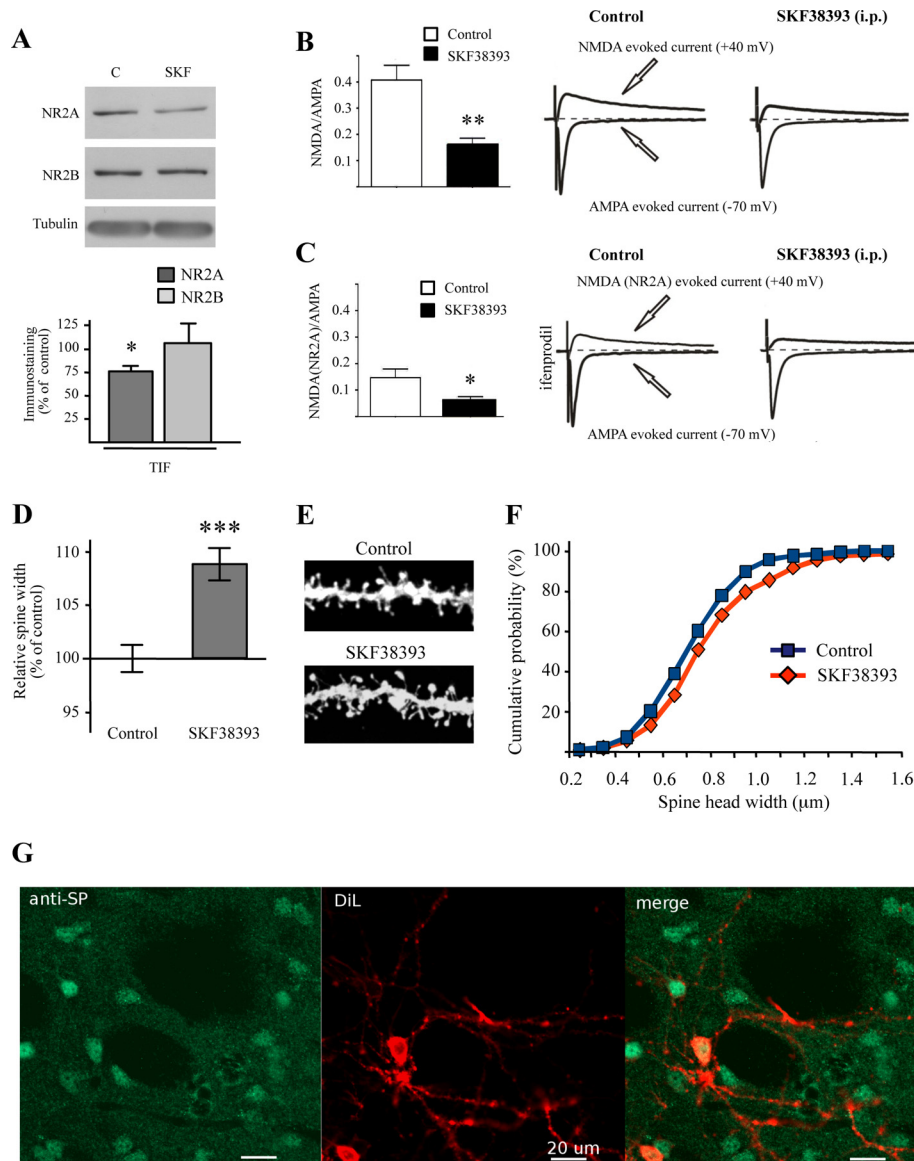 A
C SKF
NR2A
NR2B
Tubulin
NR2A
NR2B
Immunostaining
(% of control)
125
100
75
50
25
*
TIF
B
Control
SKF38393
NMDA/AMPA
0.4
0.3
0.2
0.1
**
Control
SKF38393 (i.p.)
NMDA evoked current (+40 mV)
AMPA evoked current (-70 mV)
C
Control
SKF38393
NMDA(NR2A)/AMPA
0.4
0.3
0.2
0.1
*
Control
SKF38393 (i.p.)
NMDA (NR2A) evoked current (+40 mV)
ifenprodil
AMPA evoked current (-70 mV)
D
Relative spine width
(% of control)
110
105
100
95
***
Control
SKF38393
E
Control
SKF38393
F
Cumulative probability (%)
100
80
60
40
20
Control
SKF38393
0.2 0.4 0.6 0.8 1.0 1.2 1.4 1.6
Spine head width (μm)
G
anti-SP
DiL
merge
20 um